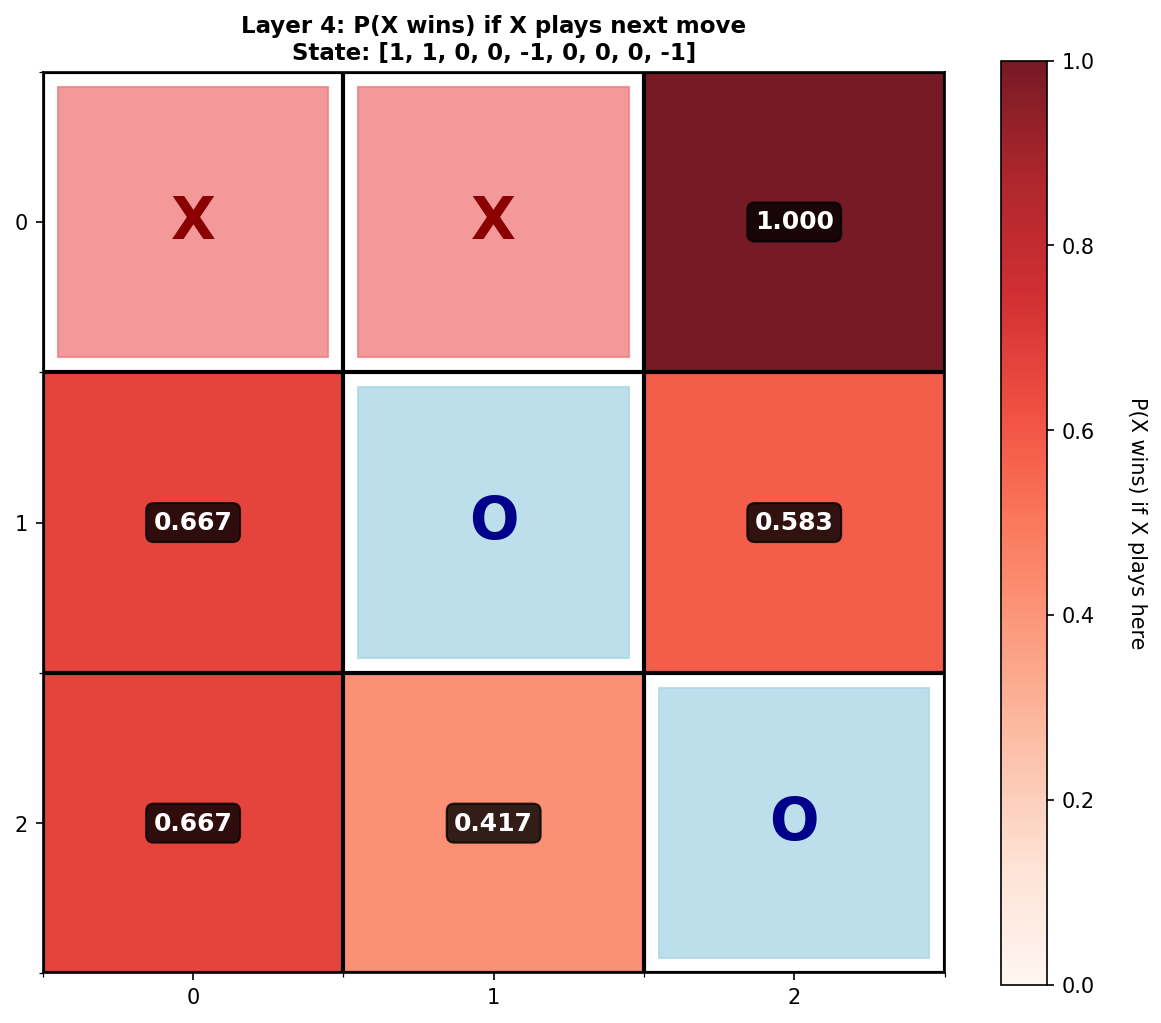 Layer 4: P(X wins) if X plays next move
State: [1, 1, 0, 0, -1, 0, 0, 0, -1]
0
X
X
1.000
1
0.667
O
0.583
2
0.667
0.417
O
0
1
2
1.0
0.8
0.6
0.4
0.2
0.0
P(X wins) if X plays here